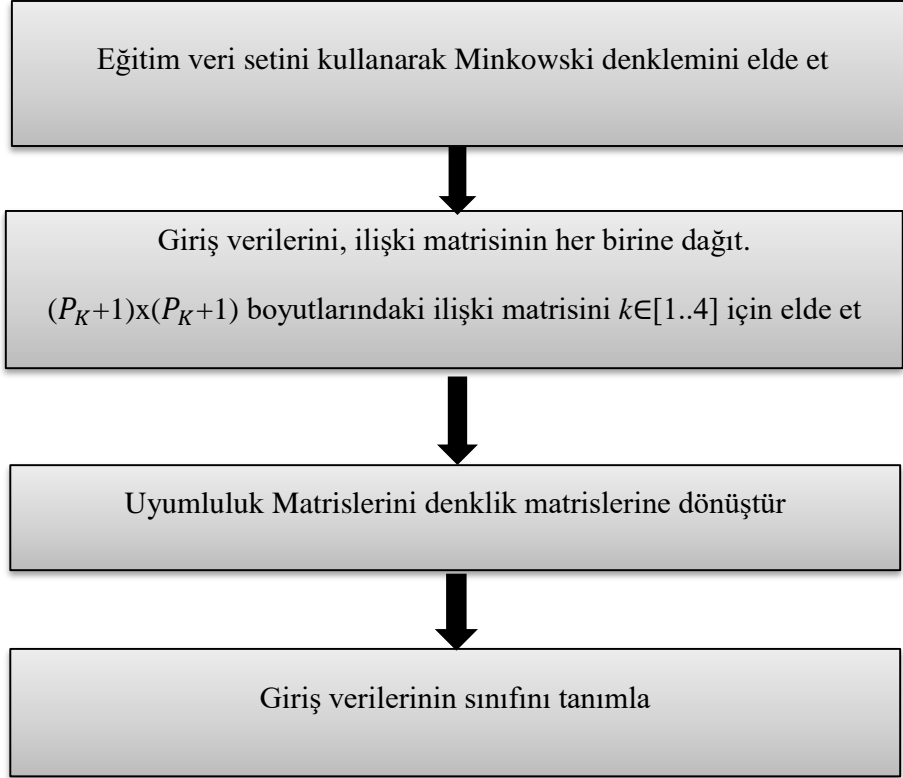 Eğitim veri setini kullanarak Minkowski denklemini elde et
Giriş verilerini, ilişki matrisinin her birine dağıt.
(P_K+1)x(P_K+1) boyutlarındaki ilişki matrisini k∈[1..4] için elde et
Uyumluluk Matrislerini denklik matrislerine dönüştür
Giriş verilerinin sınıfını tanımla